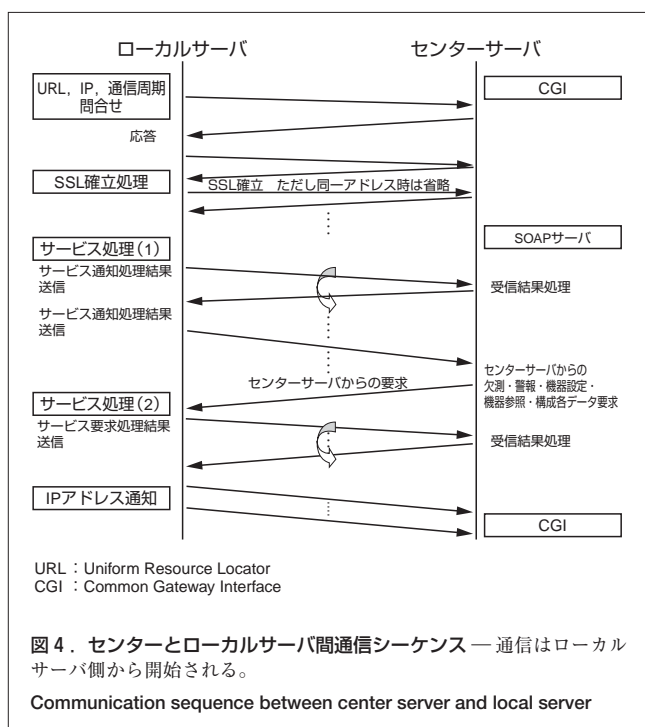 ローカルサーバ
センターサーバ
URL，IP，通信周期
問合せ
CGI
応答
SSL確立処理
SSL確立　ただし同一アドレス時は省略
サービス処理（1）
SOAPサーバ
サービス通知処理結果
送信
受信結果処理
サービス通知処理結果
送信
センターサーバからの要求
センターサーバからの
欠測・警報・機器設定・
機器参照・構成各データ要求
サービス処理（2）
サービス要求処理結果
送信
受信結果処理
IPアドレス通知
CGI
URL：Uniform Resource Locator
CGI：Common Gateway Interface
図4．センターとローカルサーバ間通信シーケンス — 通信はローカル
サーバ側から開始される。
Communication sequence between center server and local server